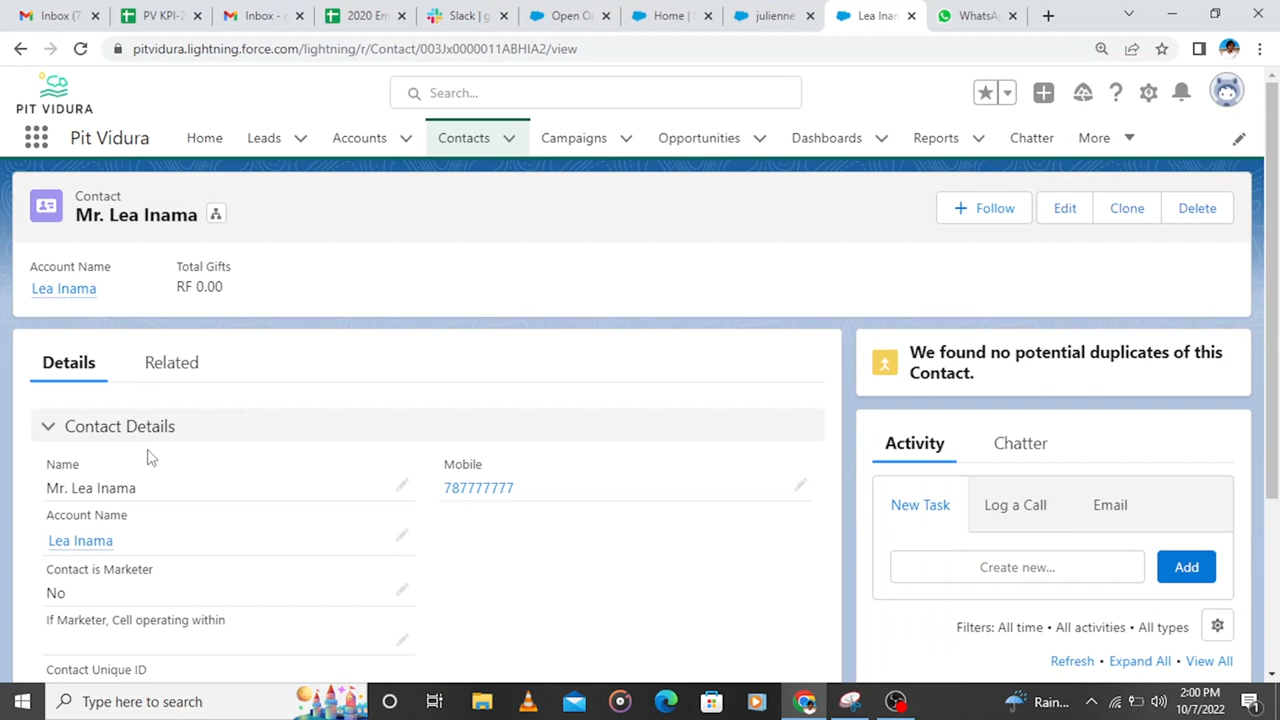 Inbox (7
PV KPI-2
Inbox -
2020 Em
Slack | g
Open O
Home | S
julienne
Lea Inan
WhatsA
pitvidura.lightning.force.com/lightning/r/Contact/003Jx0000011ABHIA2/view
PIT VIDURA
Search...
Pit Vidura
Home
Leads
Accounts
Contacts
Campaigns
Opportunities
Dashboards
Reports
Chatter
More
Contact
Mr. Lea Inama
Follow
Edit
Clone
Delete
Account Name
Total Gifts
Lea Inama
RF 0.00
Details
Related
We found no potential duplicates of this
Contact.
Contact Details
Name
Mobile
Mr. Lea Inama
787777777
Account Name
Lea Inama
Contact is Marketer
No
If Marketer, Cell operating within
Contact Unique ID
Activity
Chatter
New Task
Log a Call
Email
Create new...
Add
Filters: All time • All activities • All types
Refresh • Expand All • View All
Type here to search
Rain...
2:00 PM
10/7/2022
1